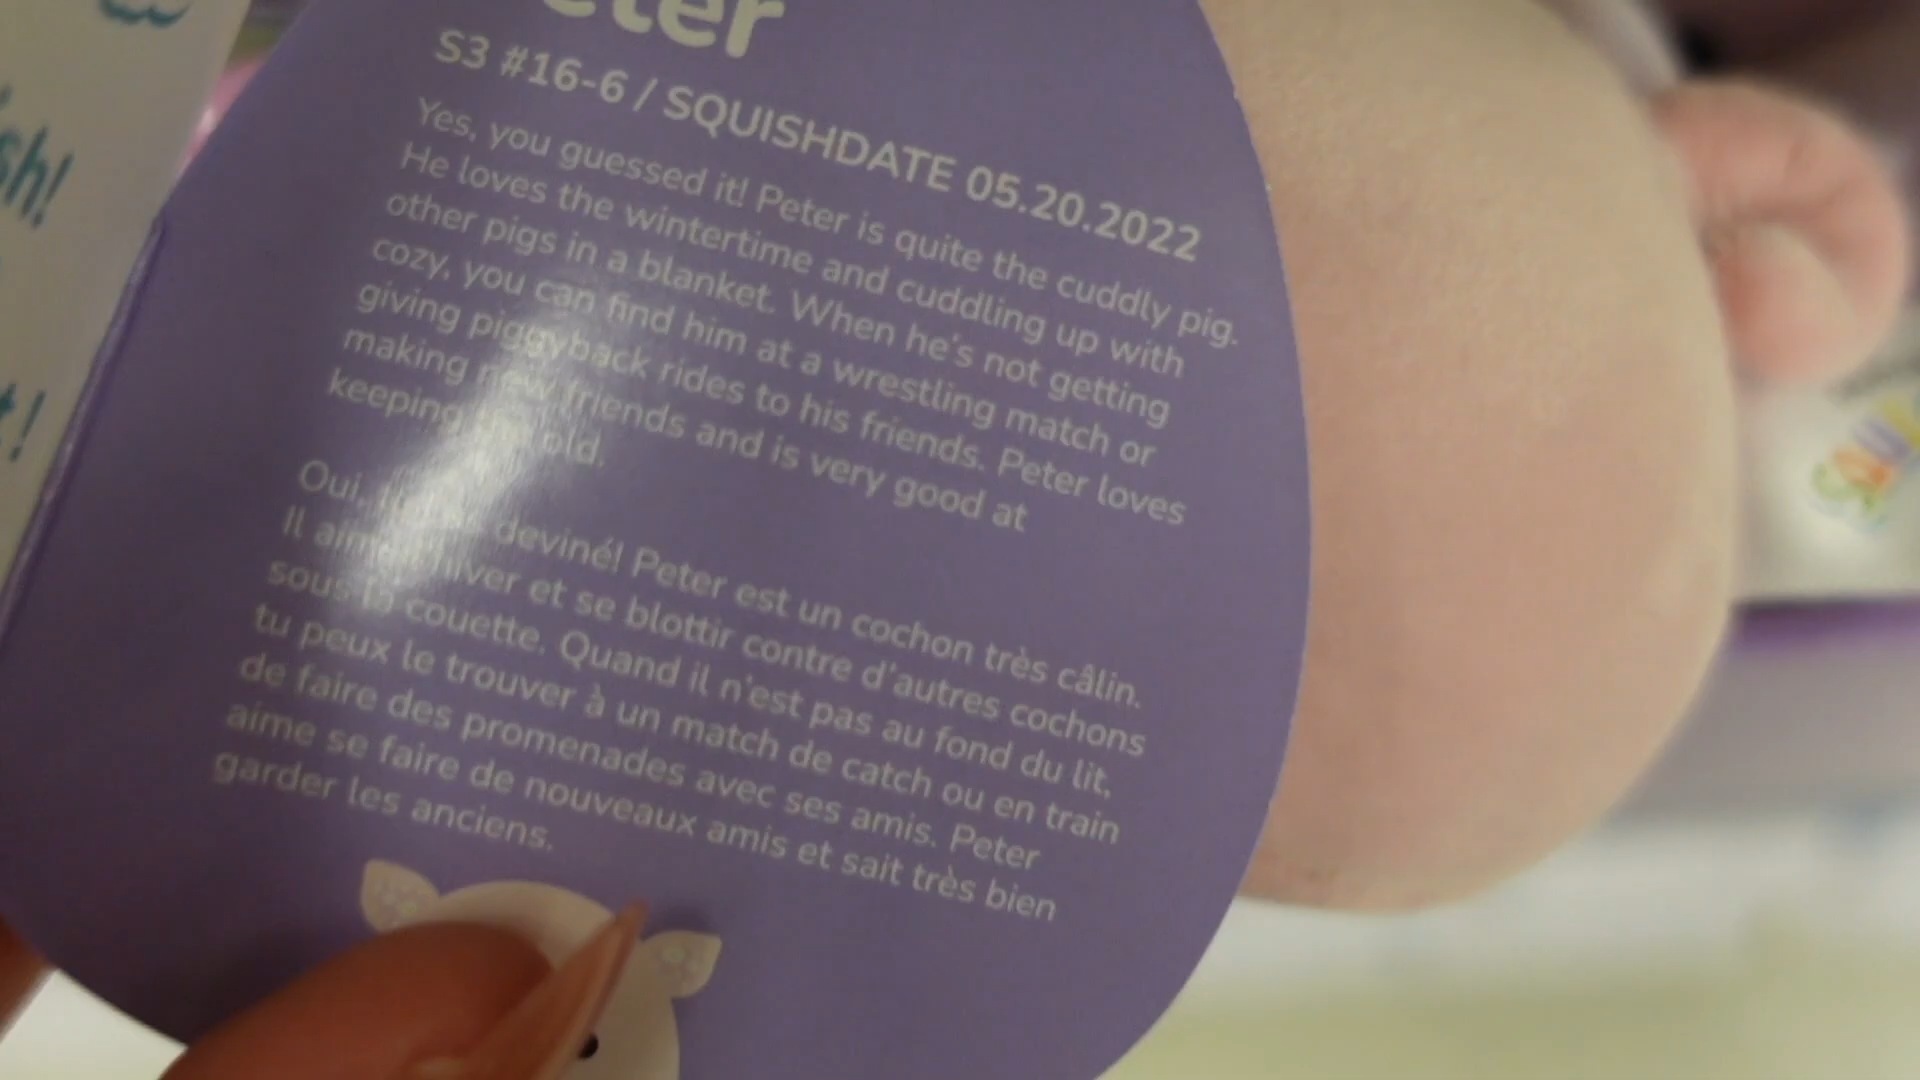 eter
S3 #16-6 / SQUISHDATE 05.20.2022
Yes, you guessed it! Peter is quite the cuddly pig.
He loves the wintertime and cuddling up with
other pigs in a blanket. When he's not getting
cozy, you can find him at a wrestling match or
giving piggyback rides to his friends. Peter loves
making new friends and is very good at
keeping old.
Oui, deviné! Peter est un cochon très câlin.
Il aime l'hiver et se blottir contre d'autres cochons
sous la couette. Quand il n'est pas au fond du lit,
tu peux le trouver à un match de catch ou en train
de faire des promenades avec ses amis. Peter
aime se faire de nouveaux amis et sait très bien
garder les anciens.
sh!
t!